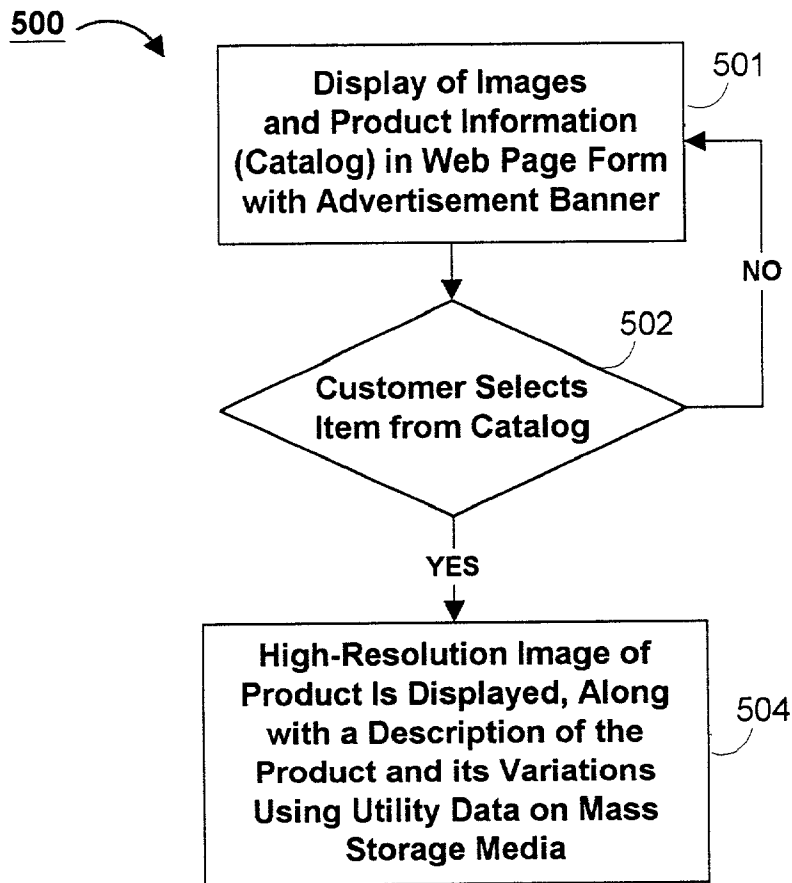 500
501
Display of Images
and Product Information
(Catalog) in Web Page Form
with Advertisement Banner
NO
502
Customer Selects
Item from Catalog
YES
504
High-Resolution Image of
Product Is Displayed, Along
with a Description of the
Product and its Variations
Using Utility Data on Mass
Storage Media